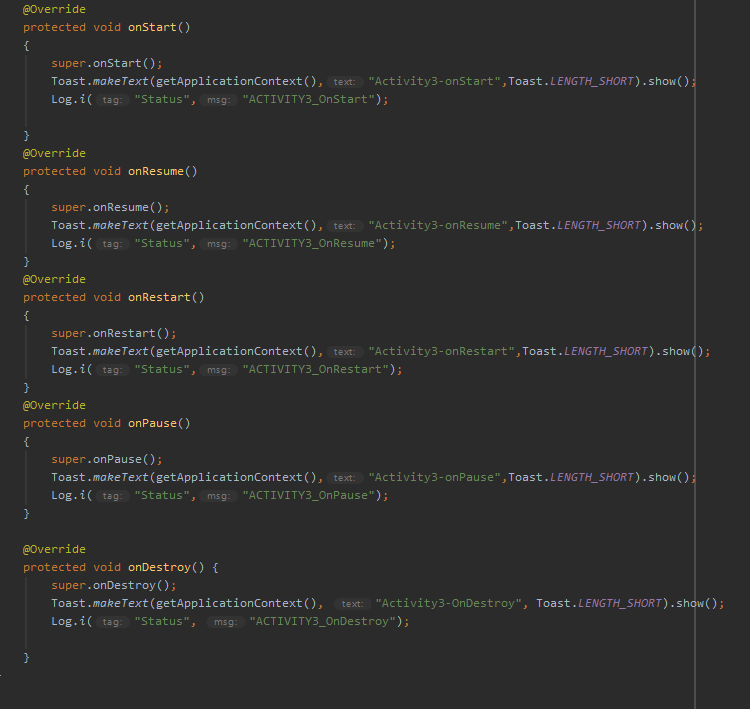 @Override
protected void onStart()
{
super.onStart();
Toast.makeText(getApplicationContext(), text: "Activity3-onStart",Toast.LENGTH_SHORT).show();
Log.i( tag: "Status", msg: "ACTIVITY3_OnStart");
}
@Override
protected void onResume()
{
super.onResume();
Toast.makeText(getApplicationContext(), text: "Activity3-onResume",Toast.LENGTH_SHORT).show();
Log.i( tag: "Status", msg: "ACTIVITY3_OnResume");
}
@Override
protected void onRestart()
{
super.onRestart();
Toast.makeText(getApplicationContext(), text: "Activity3-onRestart",Toast.LENGTH_SHORT).show();
Log.i( tag: "Status", msg: "ACTIVITY3_OnRestart");
}
@Override
protected void onPause()
{
super.onPause();
Toast.makeText(getApplicationContext(), text: "Activity3-onPause",Toast.LENGTH_SHORT).show();
Log.i( tag: "Status", msg: "ACTIVITY3_OnPause");
}
@Override
protected void onDestroy() {
super.onDestroy();
Toast.makeText(getApplicationContext(), text: "Activity3-OnDestroy", Toast.LENGTH_SHORT).show();
Log.i( tag: "Status", msg: "ACTIVITY3_OnDestroy");
}